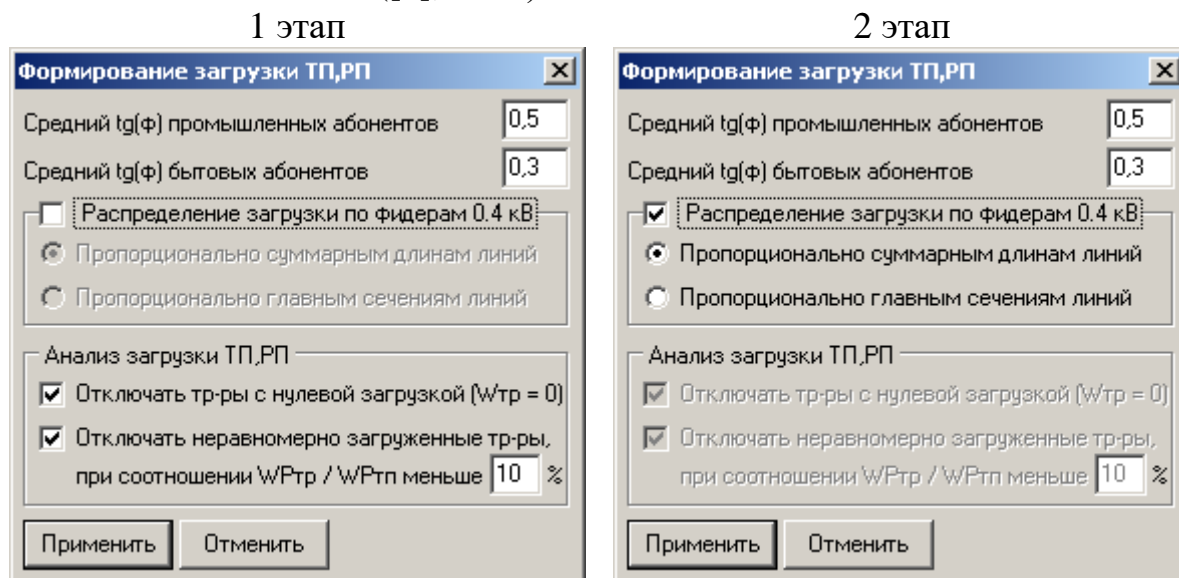 1 этап
Формирование загрузки ТП,РП
Средний tg(φ) промышленных абонентов 0,5
Средний tg(φ) бытовых абонентов 0,3
Распределение загрузки по фидерам 0.4 кВ
Пропорционально суммарным длинам линий
Пропорционально главным сечениям линий
Анализ загрузки ТП,РП
Отключать тр-ры с нулевой загрузкой (Wтр = 0)
Отключать неравномерно загруженные тр-ры,
при соотношении WPтр / WPтп меньше 10 %
Применить Отменить
2 этап
Формирование загрузки ТП,РП
Средний tg(φ) промышленных абонентов 0,5
Средний tg(φ) бытовых абонентов 0,3
Распределение загрузки по фидерам 0.4 кВ
Пропорционально суммарным длинам линий
Пропорционально главным сечениям линий
Анализ загрузки ТП,РП
Отключать тр-ры с нулевой загрузкой (Wтр = 0)
Отключать неравномерно загруженные тр-ры,
при соотношении WPтр / WPтп меньше 10 %
Применить Отменить